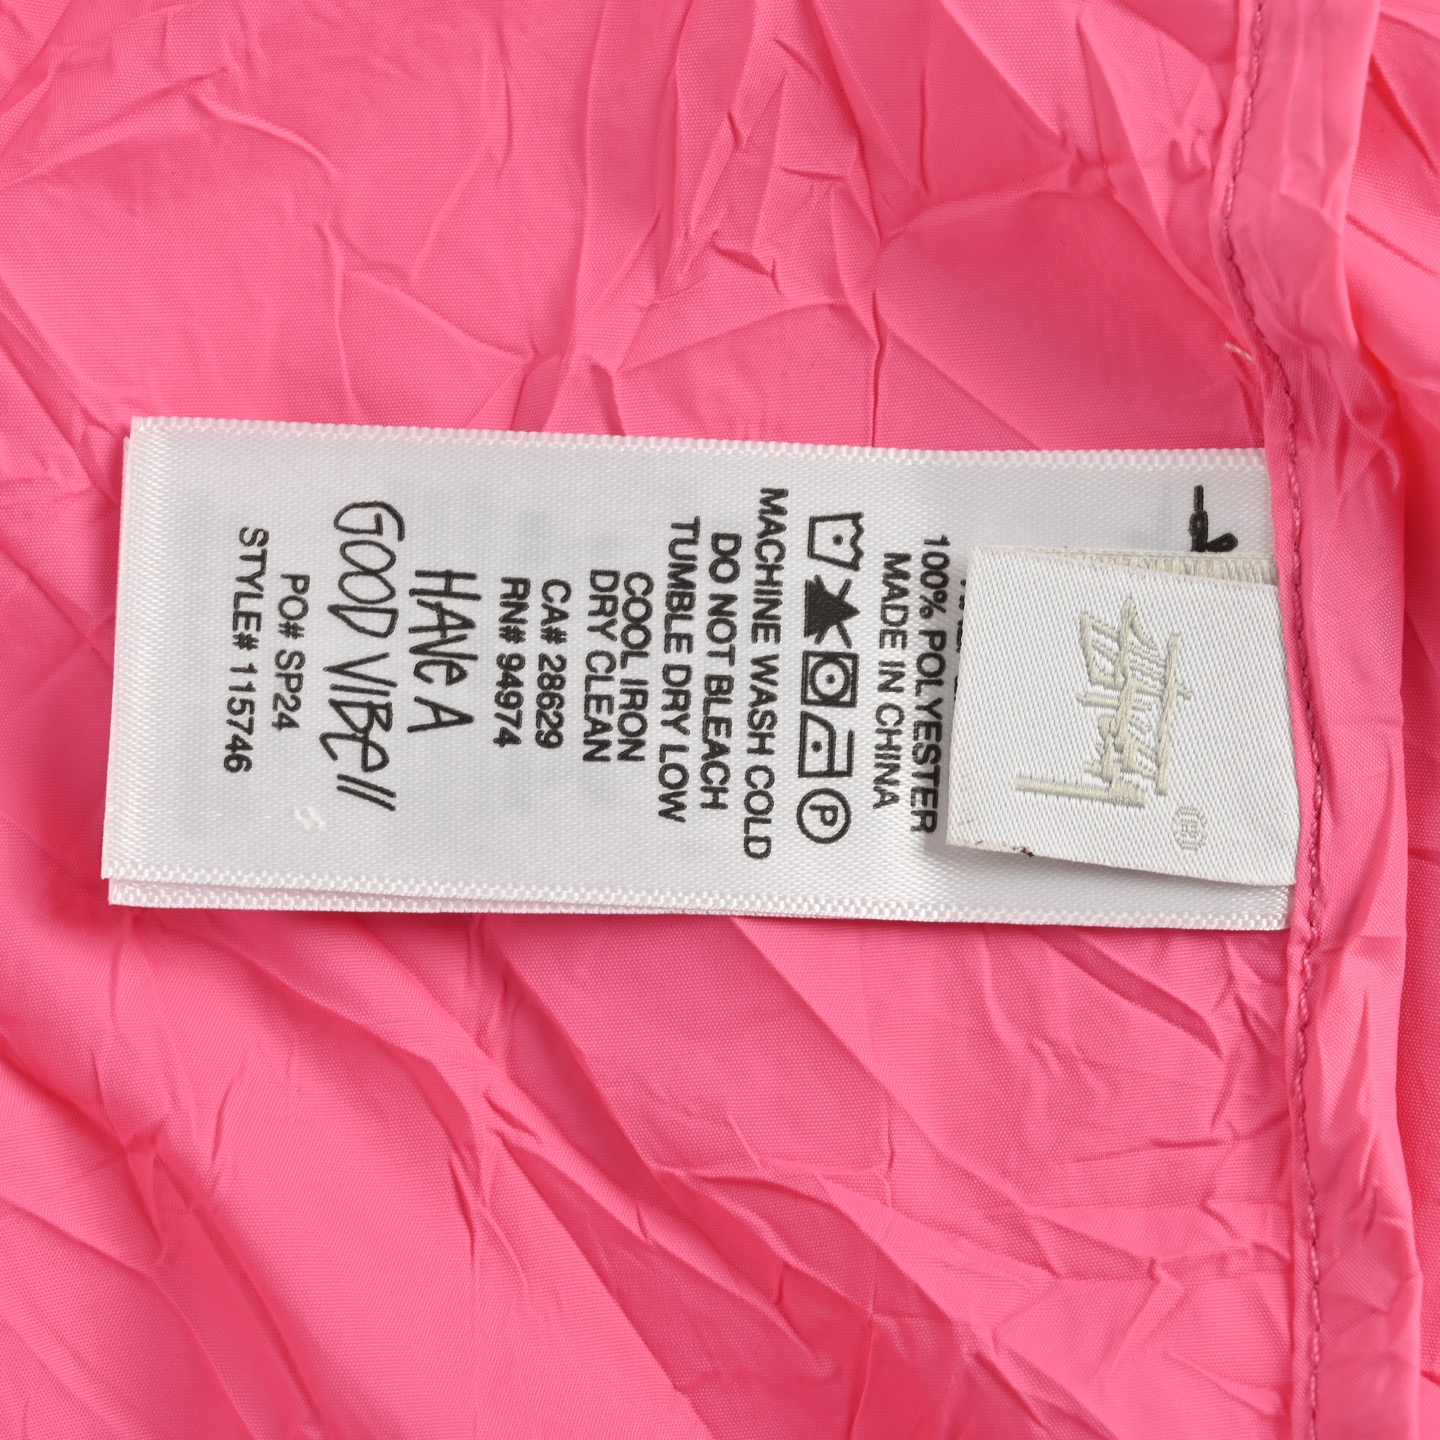 100% POLYESTER
MADE IN CHINA
P
MACHINE WASH COLD
DO NOT BLEACH
TUMBLE DRY LOW
COOL IRON
DRY CLEAN
CA# 28629
RN# 94974
HAVE A
GOOD VIBE//
PO# SP24
STYLE# 115746